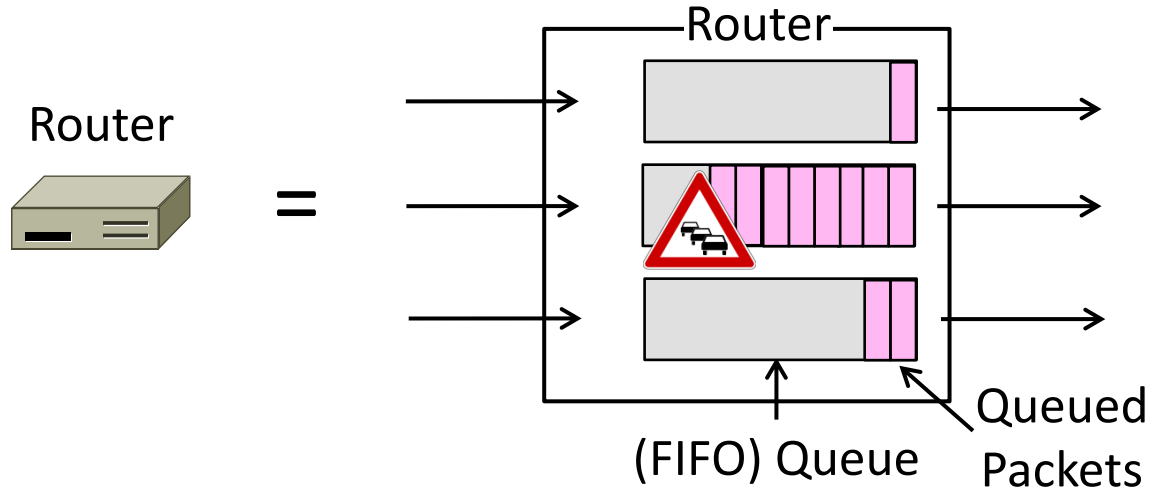 Router
Router
=
(FIFO) Queue
Queued
Packets